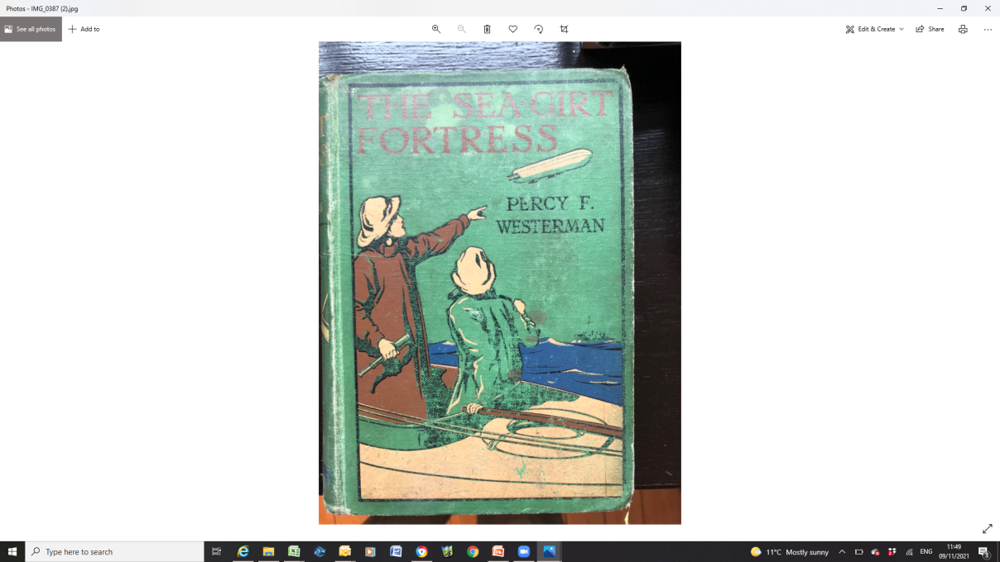 Photos - IMG_0387 (2).jpg
See all photos
Add to
Edit & Create
Share
THE SEA-GIRT
FORTRESS
PERCY F.
WESTERMAN
Type here to search
11°C Mostly sunny
ENG
11:49
09/11/2021
3